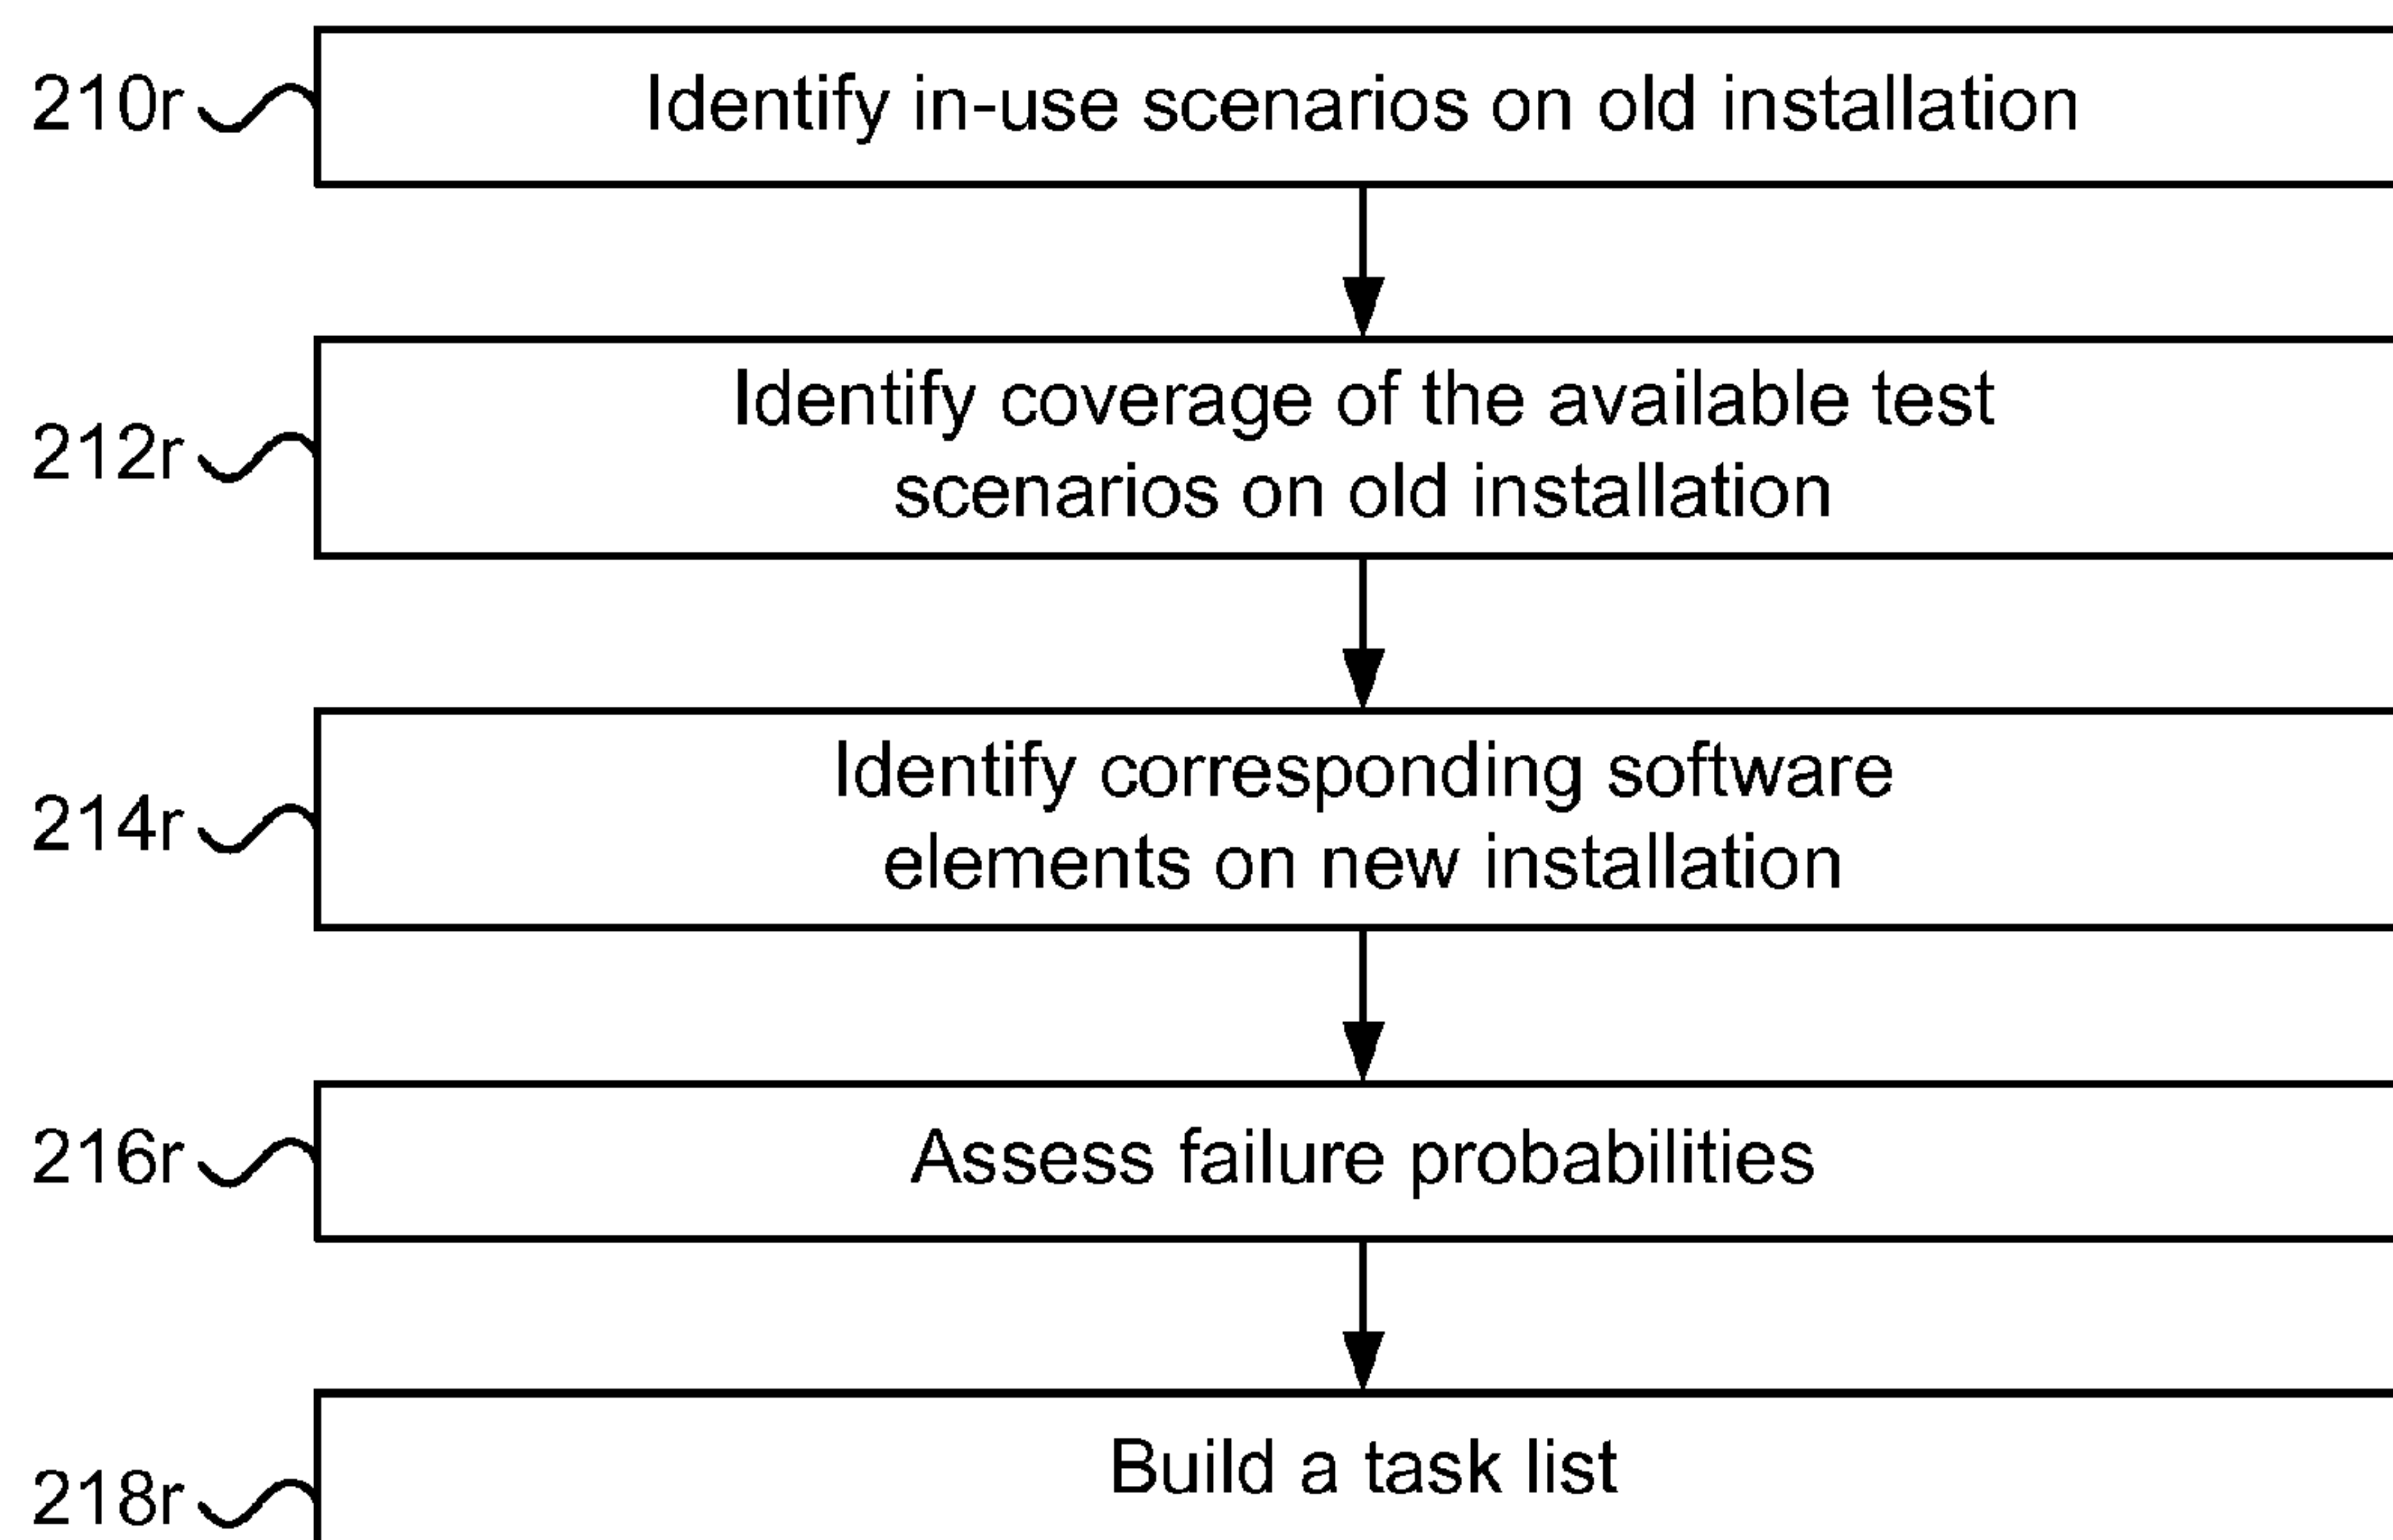 210r
Identify in-use scenarios on old installation
212r
Identify coverage of the available test
scenarios on old installation
214r
Identify corresponding software
elements on new installation
216r
Assess failure probabilities
218r
Build a task list